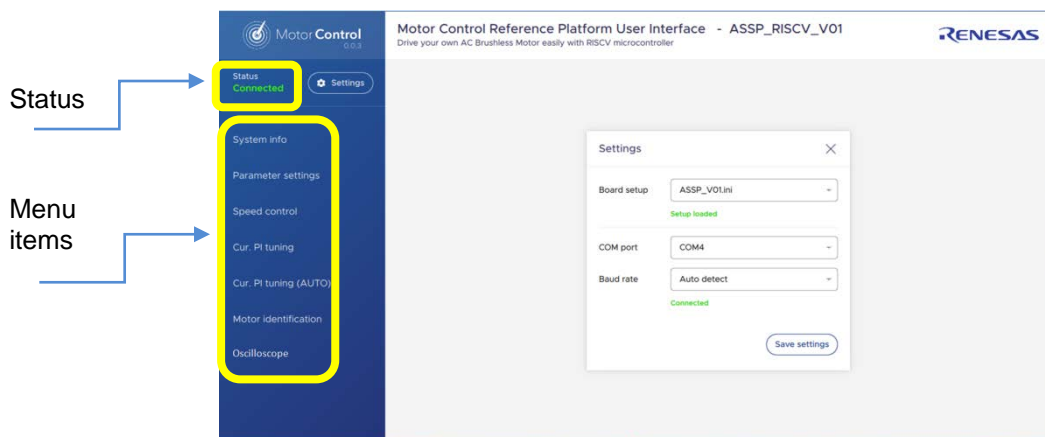 Motor Control
0.0.3
Motor Control Reference Platform User Interface - ASSP_RISCV_V01
Drive your own AC Brushless Motor easily with RISCV microcontroller
RENESAS
Status
Status
Connected
Settings
Menu
items
System info
Parameter settings
Speed control
Cur. PI tuning
Cur. PI tuning (AUTO)
Motor identification
Oscilloscope
Settings
Board setup
ASSP_V01.ini
Setup loaded
COM port
COM4
Baud rate
Auto detect
Connected
Save settings